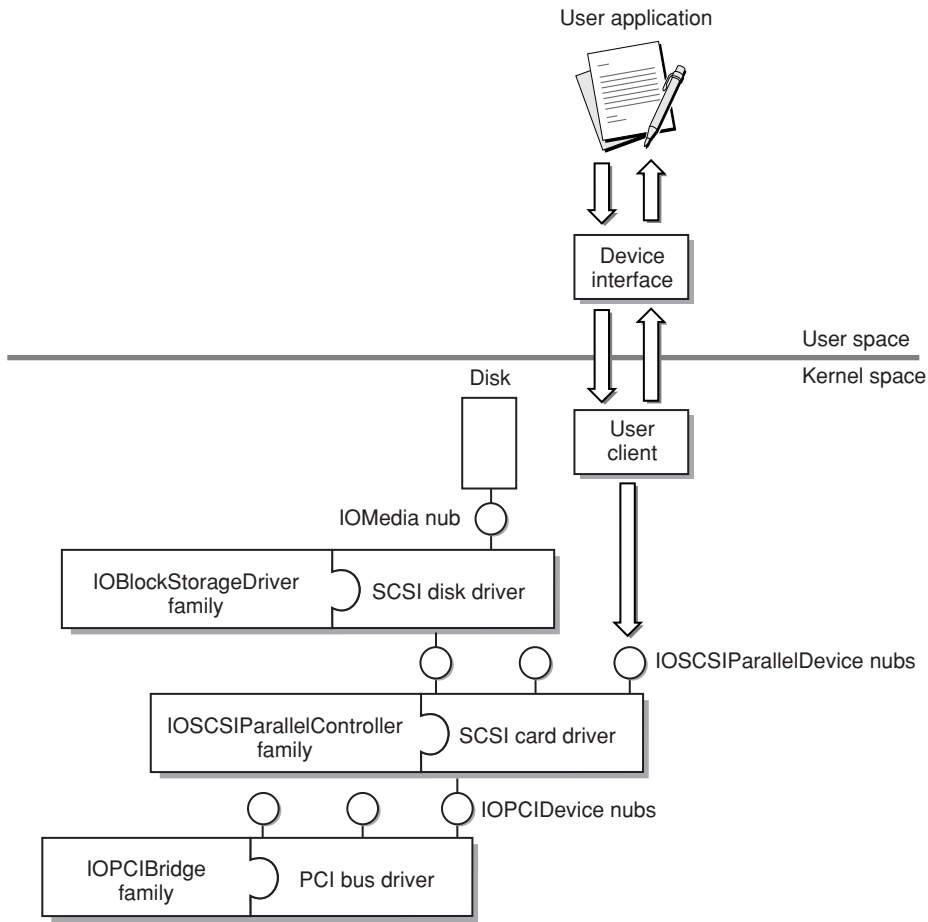 User application
Device
interface
User space
Kernel space
Disk
User
client
IOMedia nub
IOBlockStorageDriver
family
SCSI disk driver
IOSCSIParallelDevice nubs
IOSCSIParallelController
family
SCSI card driver
IOPCIDevice nubs
IOPCIBridge
family
PCI bus driver